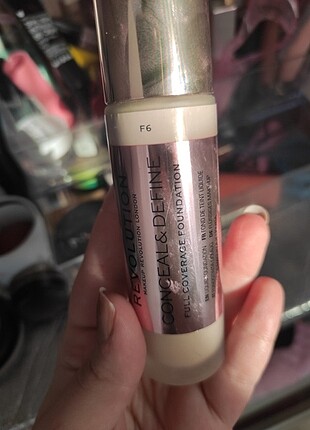 F6
REVOLUTION
MAKEUP REVOLUTION LONDON
CONCEAL & DEFINE
FULL COVERAGE FOUNDATION